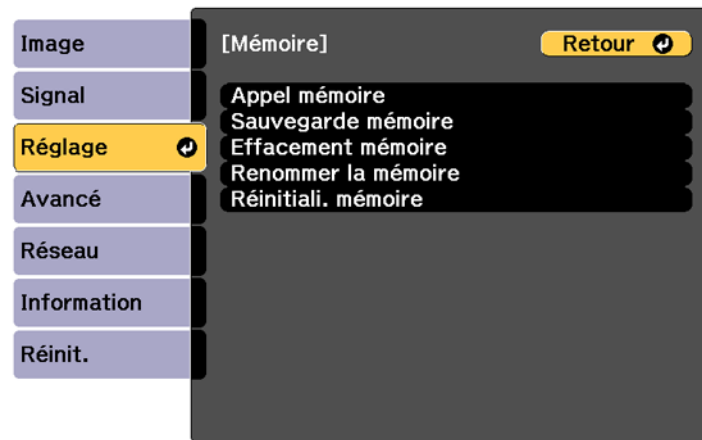 Image
Signal
Réglage
Avancé
Réseau
Information
Réinit.
[Mémoire]
Retour
Appel mémoire
Sauvegarde mémoire
Effacement mémoire
Renommer la mémoire
Réinitiali. mémoire